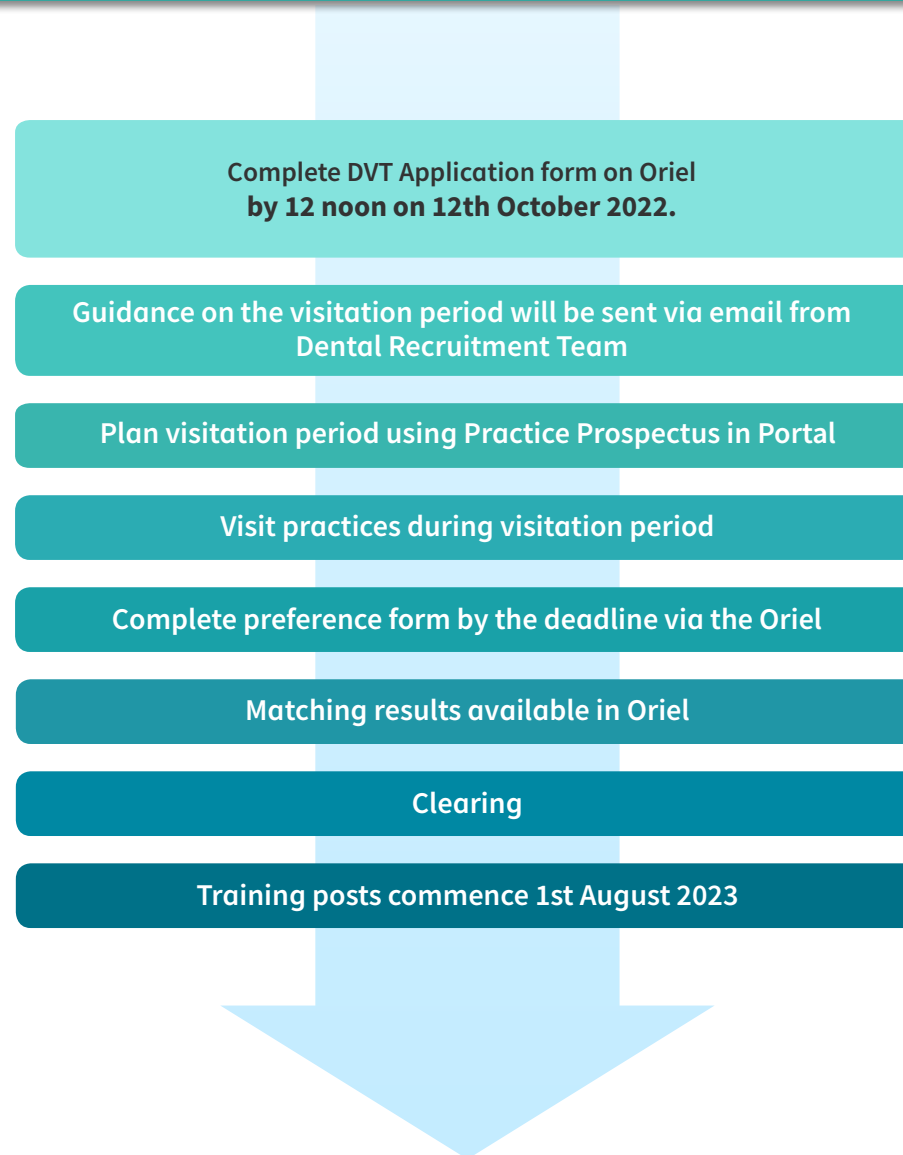 Complete DVT Application form on Oriel
by 12 noon on 12th October 2022.
Guidance on the visitation period will be sent via email from
Dental Recruitment Team
Plan visitation period using Practice Prospectus in Portal
Visit practices during visitation period
Complete preference form by the deadline via the Oriel
Matching results available in Oriel
Clearing
Training posts commence 1st August 2023